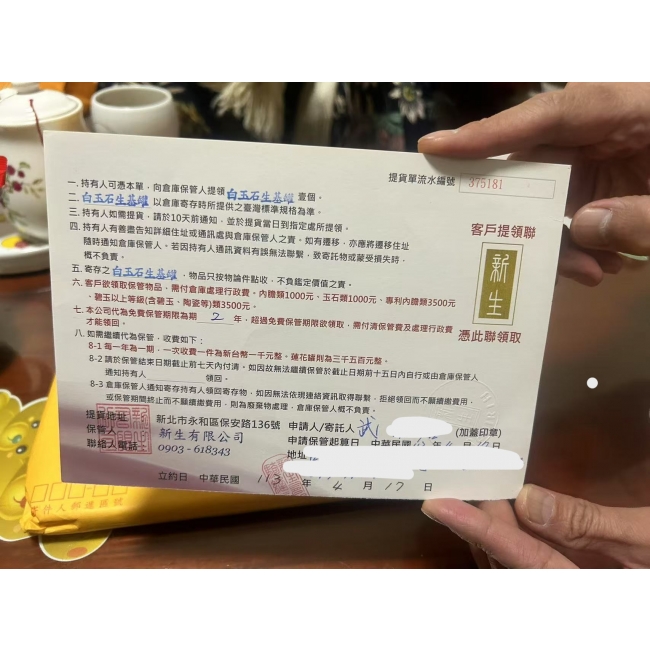 提貨單流水編號 375181
一. 持有人可憑本單，向倉庫保管人提領 白玉石生基罐 壹個。
二. 白玉石生基罐 以倉庫寄存時所提供之臺灣標準規格為準。
三. 持有人如需提貨，請於10天前通知，並於提貨當日到指定處所提領。
四. 持有人有善盡告知詳細住址或通訊處與倉庫保管人之責。如有遷移，亦應將遷移住址
隨時通知倉庫保管人。若因持有人通訊資料有誤無法聯繫，致寄託物或蒙受損失時，
概不負責。
五. 寄存之 白玉石生基罐 ，物品只按物論件點收，不負鑑定價值之責。
六. 客戶欲領取保管物品，需付倉庫處理行政費。內膽類1000元、玉石類1000元、專利內膽類3500元
、碧玉以上等級(含碧玉、陶瓷等)類3500元。
七. 本公司代為免費保管期限為期 2 年，超過免費保管期限欲領取，需付清保管費及處理行政費
才能領回。
八. 如需繼續代為保管，收費如下：
8-1 每一年為一期，一次收費一件為新台幣一千元整。蓮花罐則為三千五百元整。
8-2 請於保管結束日期截止前七天內付清。如因故無法繼續保管於截止日期前十五日內自行或由倉庫保管人
通知持有人 領回。
8-3 倉庫保管人通知寄存持有人領回寄存物，如因無法依現連絡資訊取得聯繫，拒絕領回而不願續繳費用，
或保管期間終止而不願續繳費用，則為廢棄物處理，倉庫保管人概不負責。
客戶提領聯
新生
憑此聯領取
提貨地址 新北市永和區保安路136號
保管人 新生有限公司
聯絡人電話 0903-618343
申請人/寄託人 武 (加蓋印章)
申請保管起算日 中華民國 年 月 日
地址
立約日 中華民國 113 年 4 月 17 日